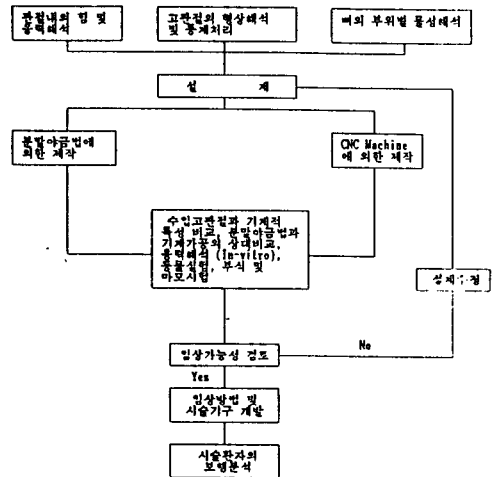 관절내의 힘 및
응력해석
고관절의 형상해석
및 통계처리
뼈의 부위별 물성해석
설 계
분말야금법에
의한 제작
CNC Machine
에 의한 제작
수입고관절과 기계적
특성 비교, 분말야금법과
기계가공의 상대비교,
응력해석 (In-vitro),
동물실험, 부식 및
마모시험
설계수정
임상가능성 검토
No
Yes
임상방법 및
시술기구 개발
시술환자의
보행분석